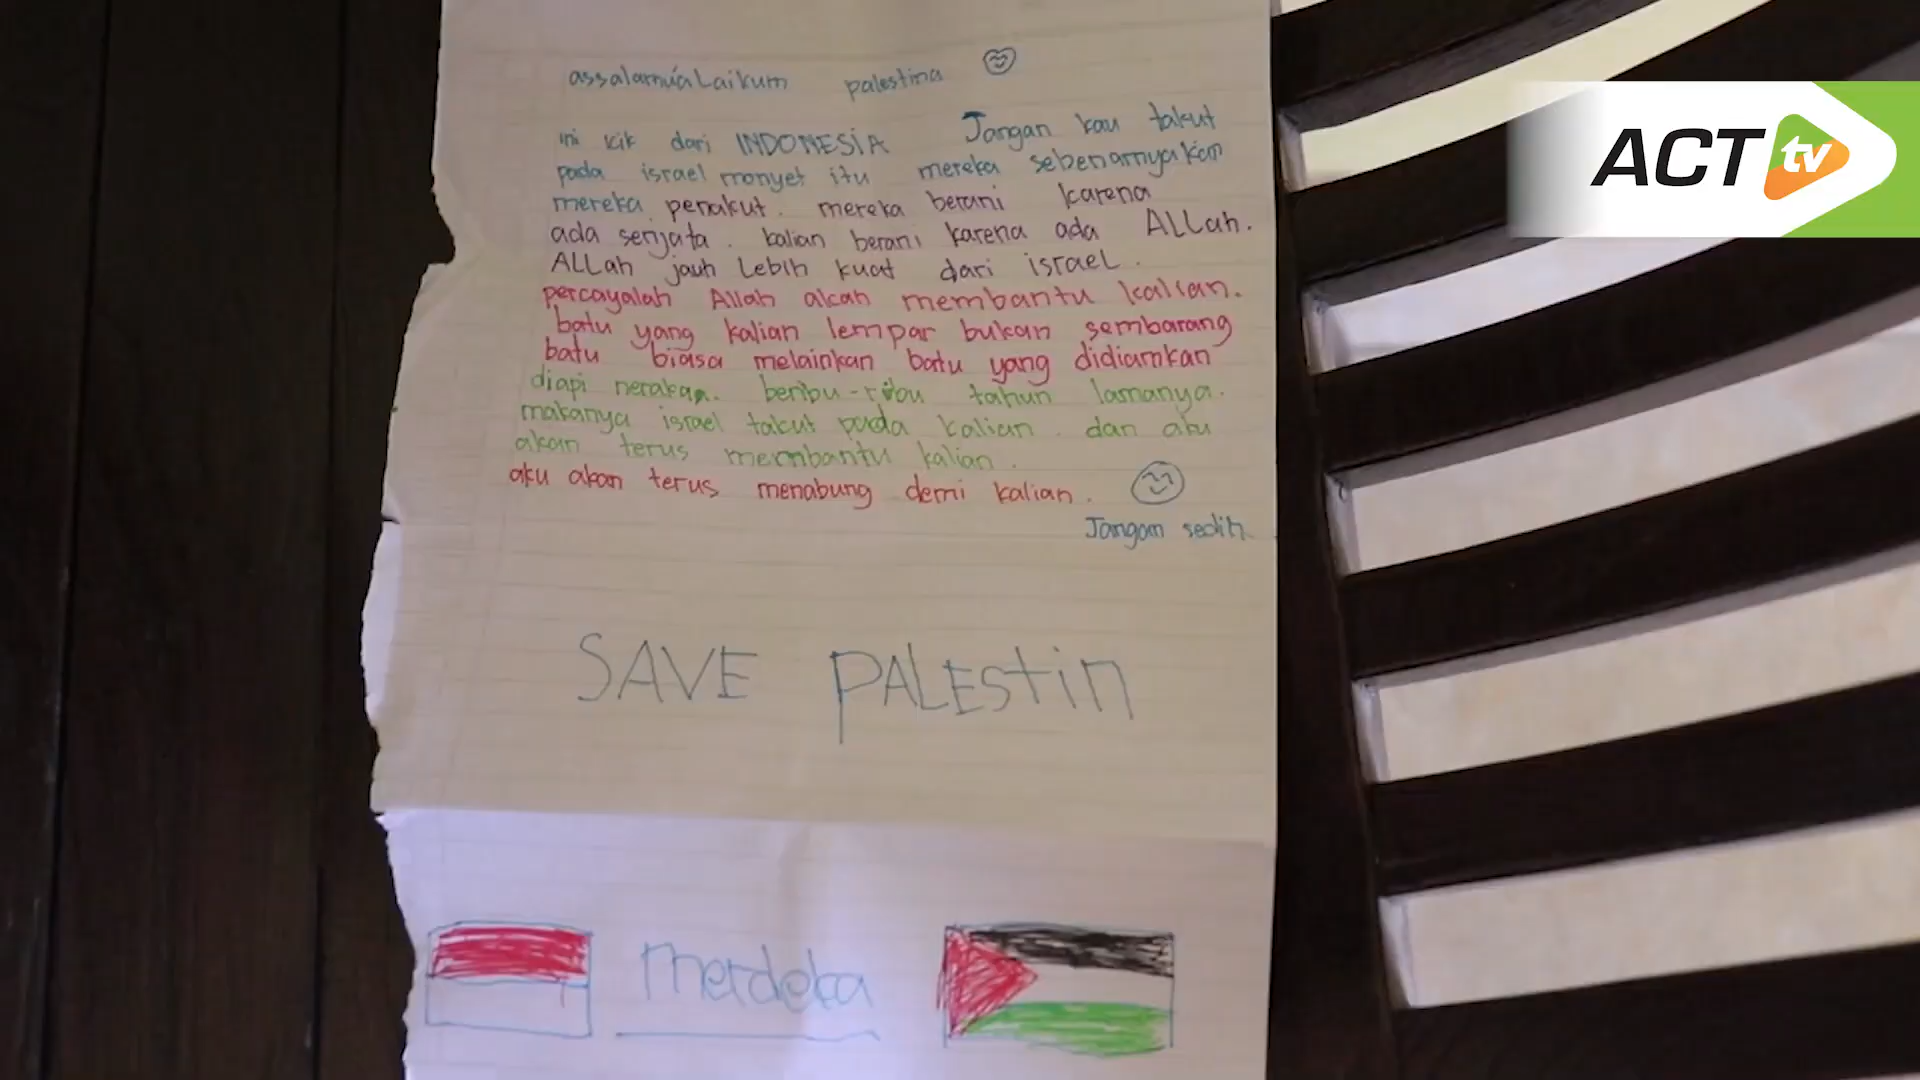 assalamuaLaikum palestina
ini kik dari INDONESIA Jangan kau takut
pada israel monyet itu mereka sebenarnyakan
mereka penakut. mereka berani karena
ada senjata. kalian berani karena ada ALLah.
ALLah jauh Lebih kuat dari israel.
percayalah Allah akan membantu kalian.
batu yang kalian lempar bukan sembarang
batu biasa melainkan batu yang didiamkan
diapi nerakan. beribu-ribu tahun lamanya.
makanya israel takut pada kalian. dan aku
akan terus membantu kalian.
aku akan terus menabung demi kalian.
Jangan sedih
SAVE PALEStin
merdeka
ACT tv